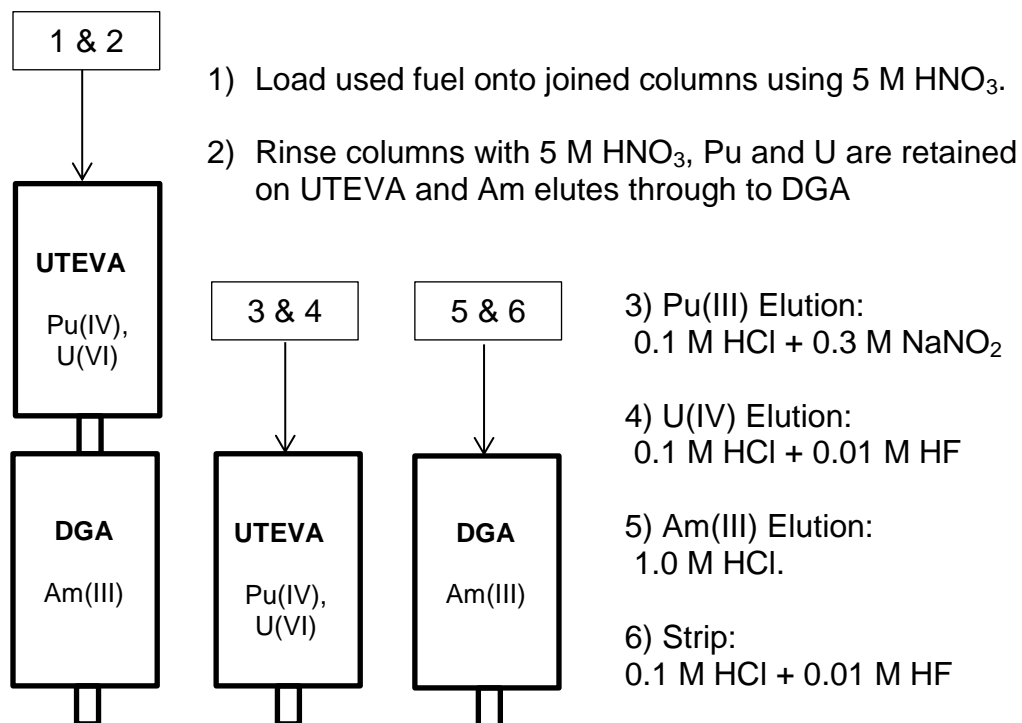 1 & 2
1) Load used fuel onto joined columns using 5 M HNO₃.
2) Rinse columns with 5 M HNO₃, Pu and U are retained
on UTEVA and Am elutes through to DGA
UTEVA
Pu(IV),
U(VI)
DGA
Am(III)
3 & 4
UTEVA
Pu(IV),
U(VI)
5 & 6
DGA
Am(III)
3) Pu(III) Elution:
0.1 M HCl + 0.3 M NaNO₂
4) U(IV) Elution:
0.1 M HCl + 0.01 M HF
5) Am(III) Elution:
1.0 M HCl.
6) Strip:
0.1 M HCl + 0.01 M HF